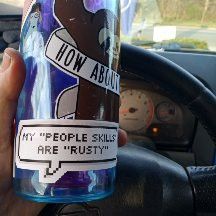 HOW ABOUT
MY "PEOPLE SKILLS"
ARE "RUSTY"